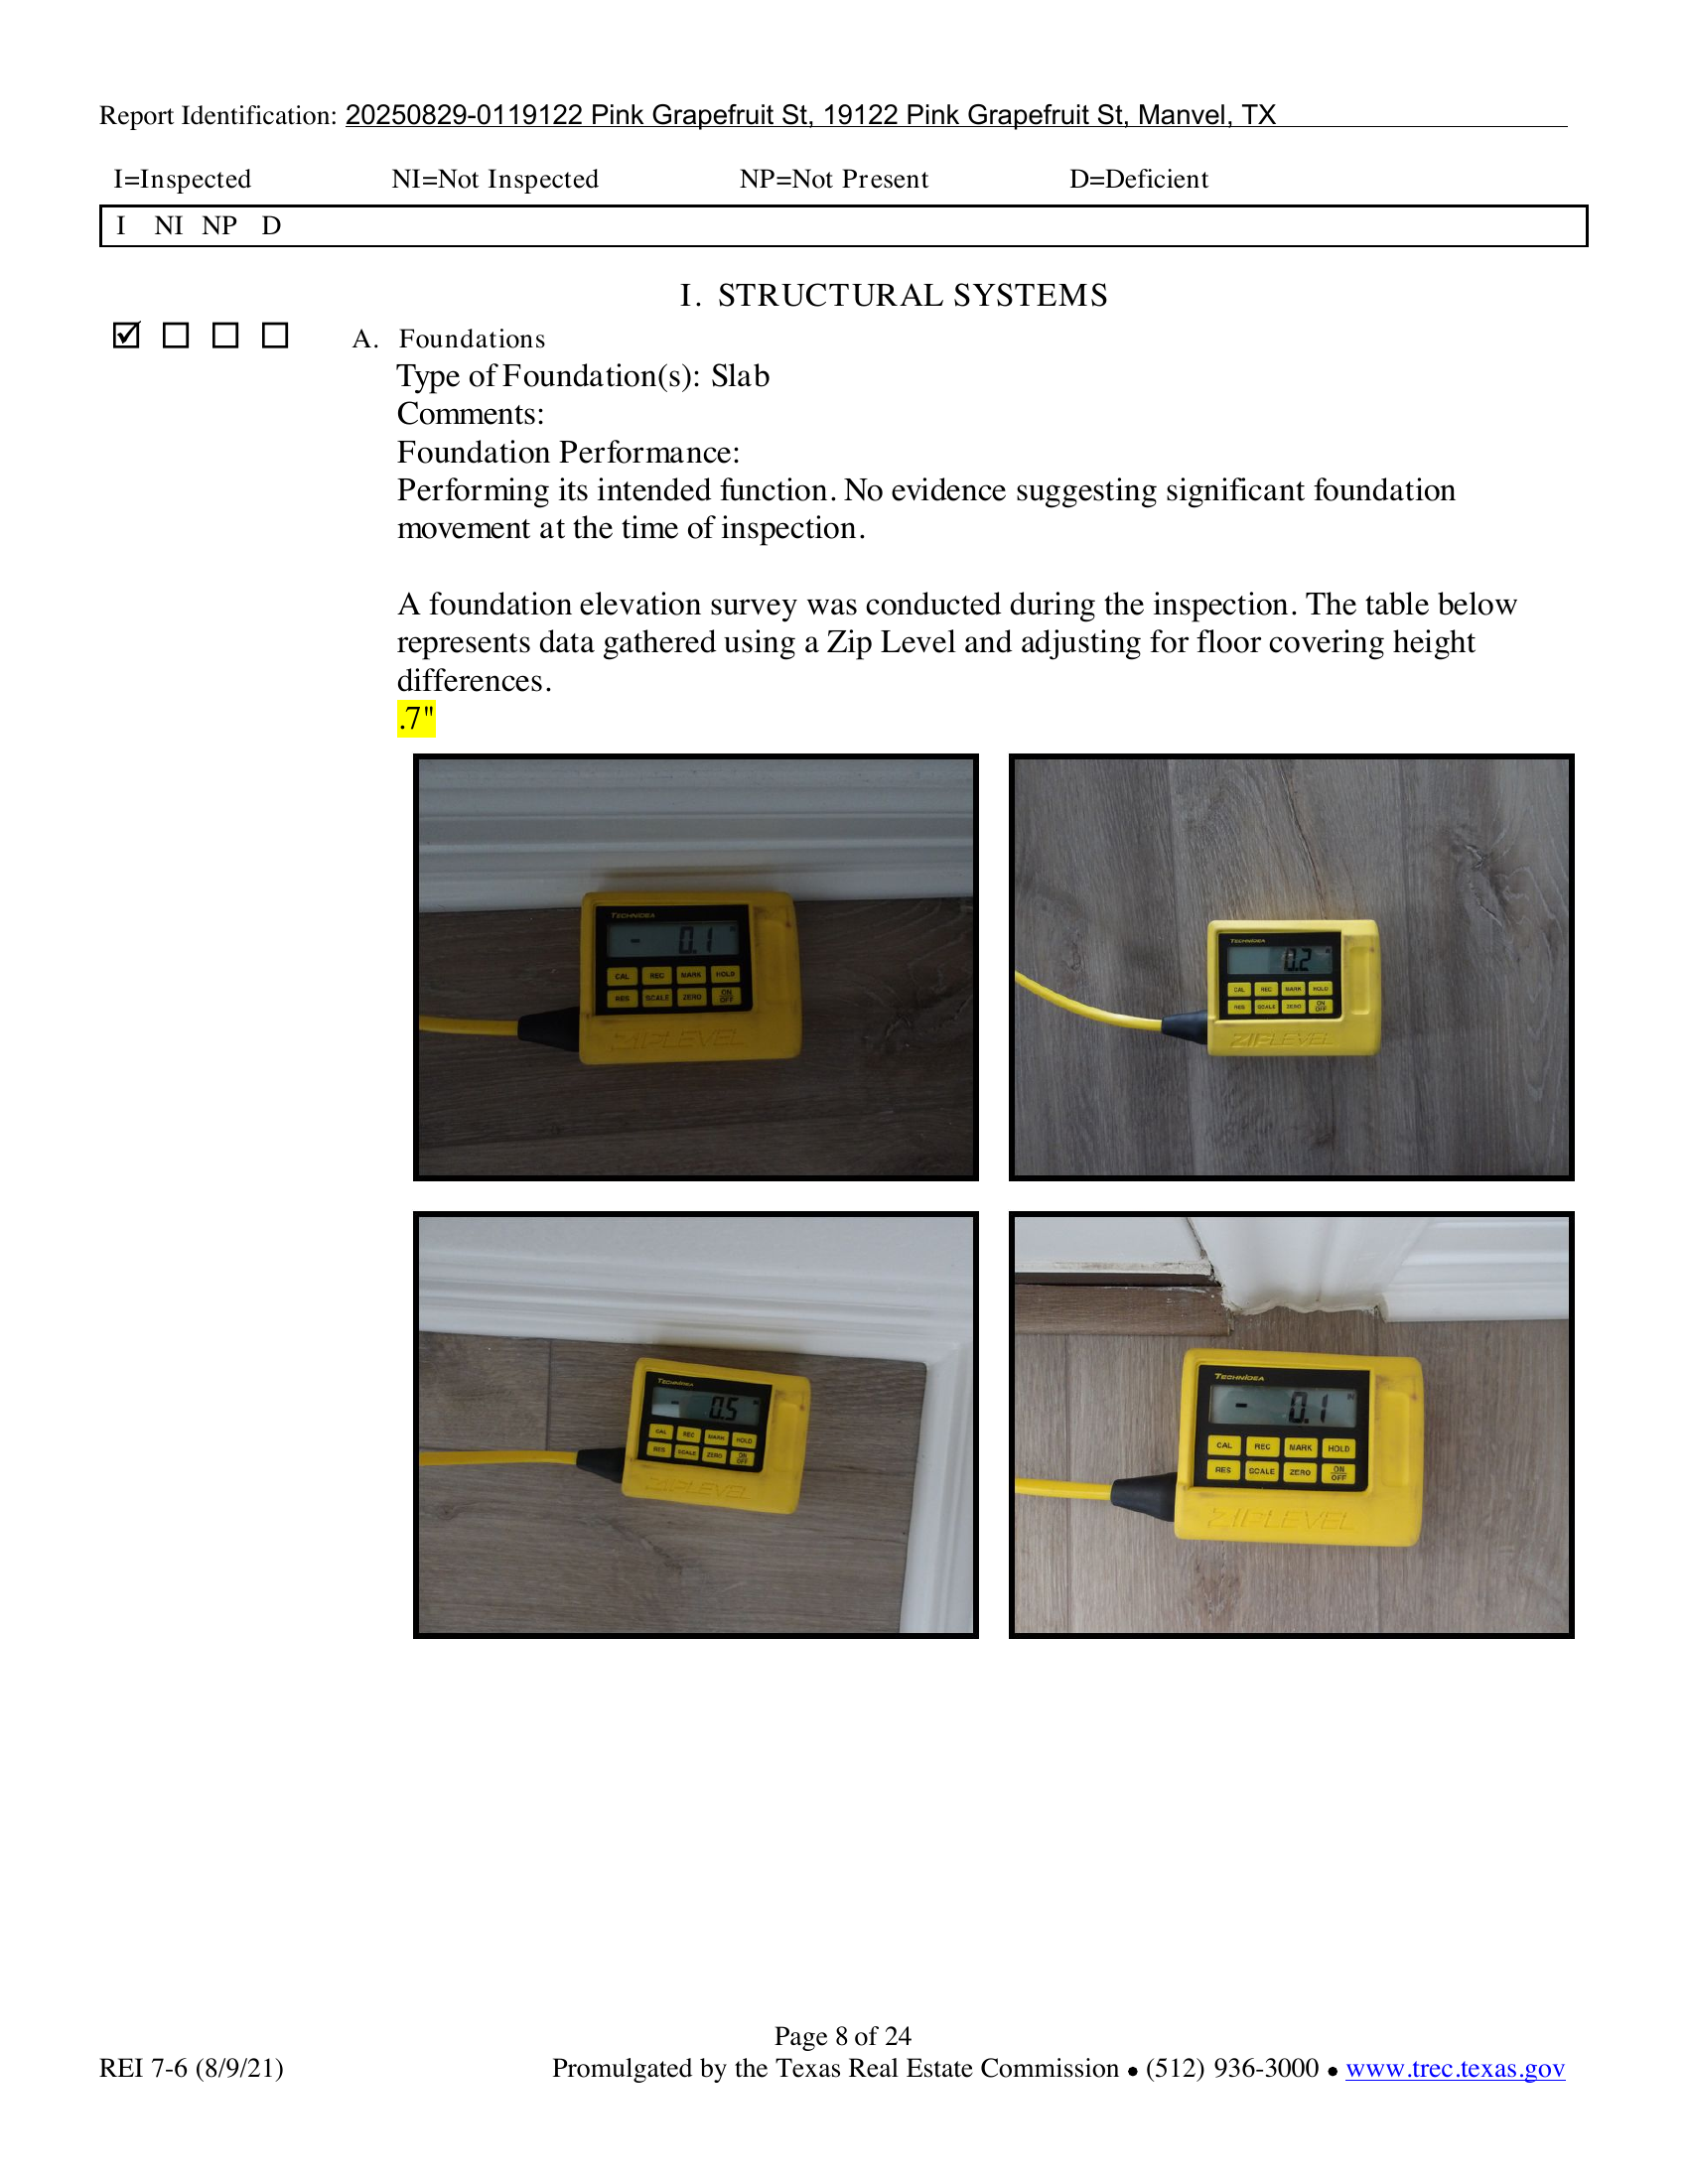 Report Identification: 20250829-0119122 Pink Grapefruit St, 19122 Pink Grapefruit St, Manvel, TX
I=Inspected NI=Not Inspected NP=Not Present D=Deficient
I NI NP D
I. STRUCTURAL SYSTEMS
A. Foundations
Type of Foundation(s): Slab
Comments:
Foundation Performance:
Performing its intended function. No evidence suggesting significant foundation
movement at the time of inspection.
A foundation elevation survey was conducted during the inspection. The table below
represents data gathered using a Zip Level and adjusting for floor covering height
differences.
.7"
TECHNIDEA
- 0.1
CAL REC MARK HOLD
RES SCALE ZERO ON OFF
ZIPLEVEL
TECHNIDEA
0.2
CAL REC MARK HOLD
RES SCALE ZERO ON OFF
ZIPLEVEL
TECHNIDEA
- 0.5
CAL REC MARK HOLD
RES SCALE ZERO ON OFF
ZIPLEVEL
TECHNIDEA
- 0.1
CAL REC MARK HOLD
RES SCALE ZERO ON OFF
ZIPLEVEL
Page 8 of 24
REI 7-6 (8/9/21) Promulgated by the Texas Real Estate Commission • (512) 936-3000 • www.trec.texas.gov